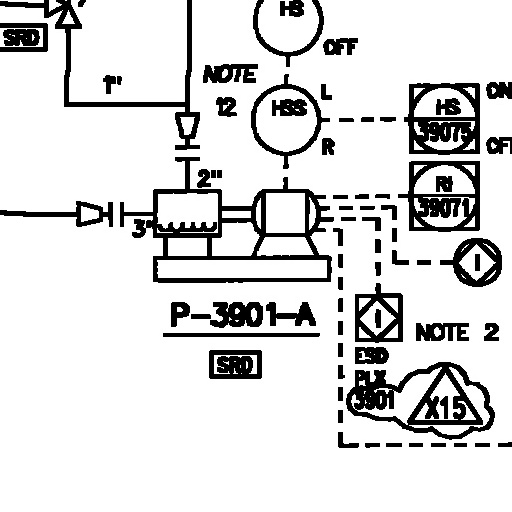 HS
SRD
OFF
1"
NOTE
12
L
HSS
R
ON
HS
39075
OFF
2"
RI
39071
3"
I
P-3901-A
I
NOTE 2
SRD
ESD
PLX
3901
X15